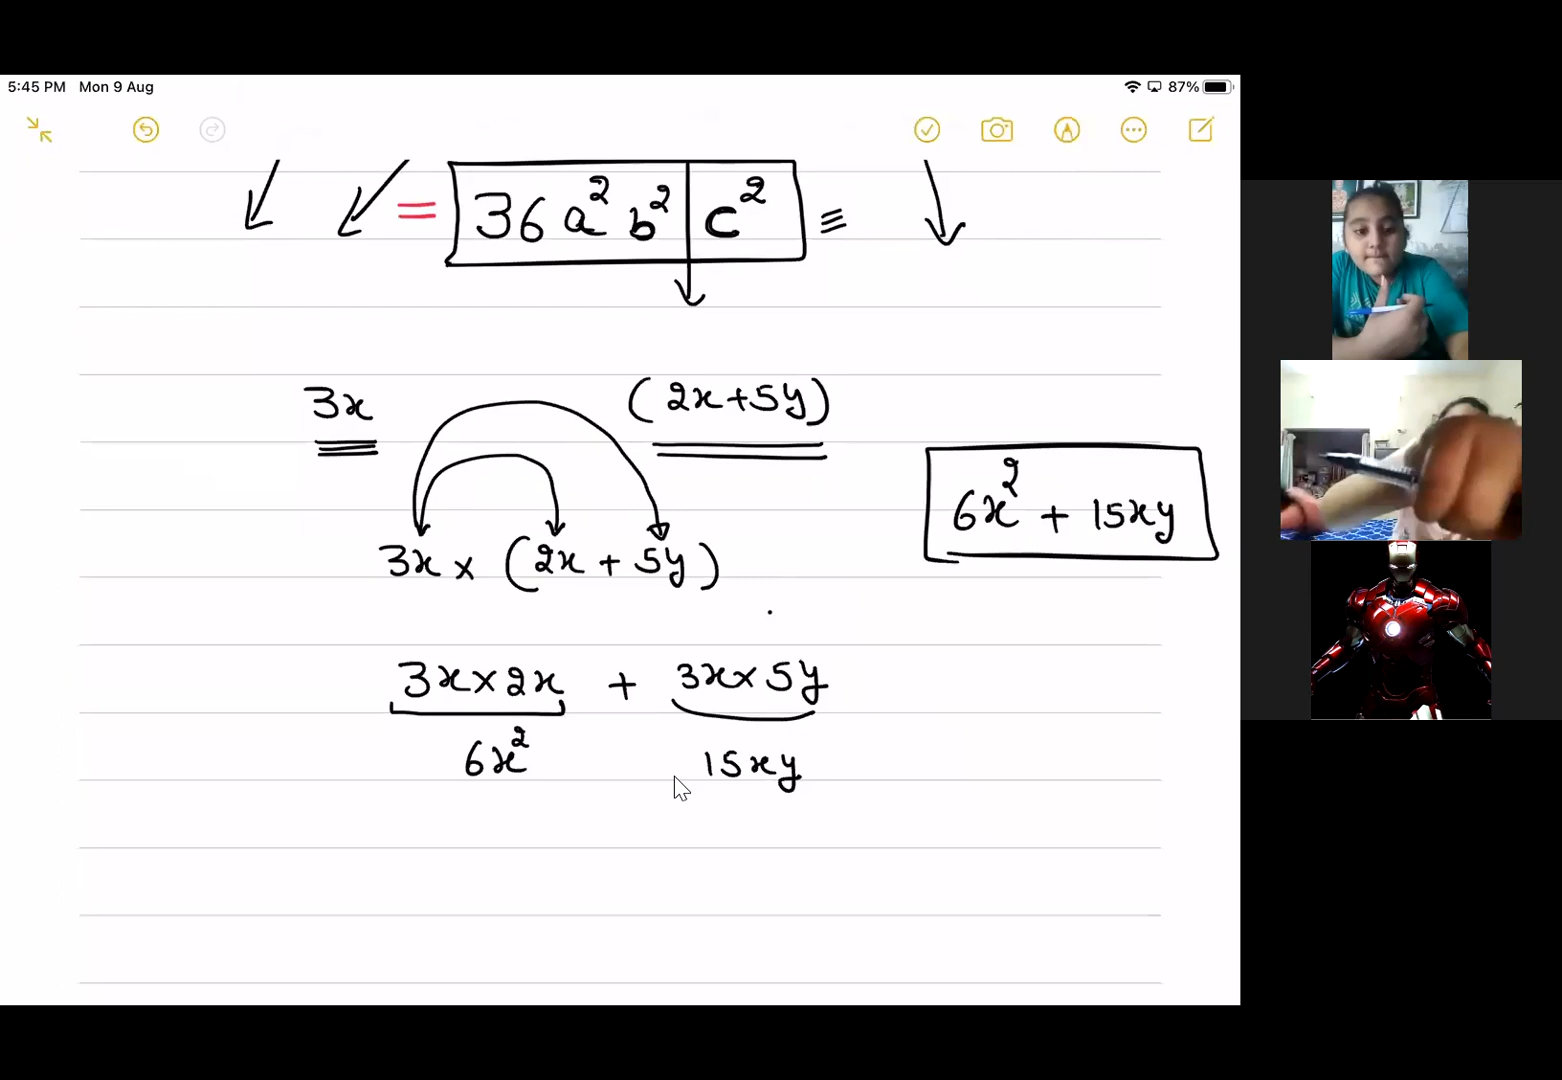 5:45 PM Mon 9 Aug 87%
= 36 a² b² c² ≡
3x (2x+5y)
6x² + 15xy
3x × (2x + 5y)
3x×2x + 3x×5y
6x² 15xy